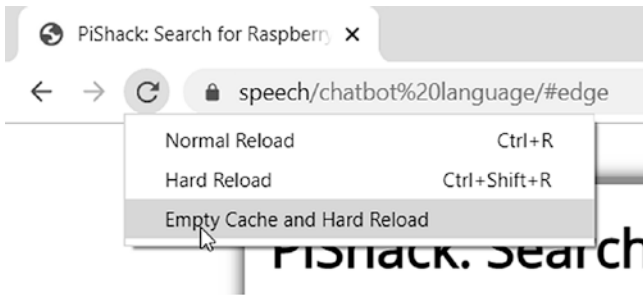 PiShack: Search for Raspberry
speech/chatbot%20language/#edge
Normal Reload Ctrl+R
Hard Reload Ctrl+Shift+R
Empty Cache and Hard Reload
PiShack. Search